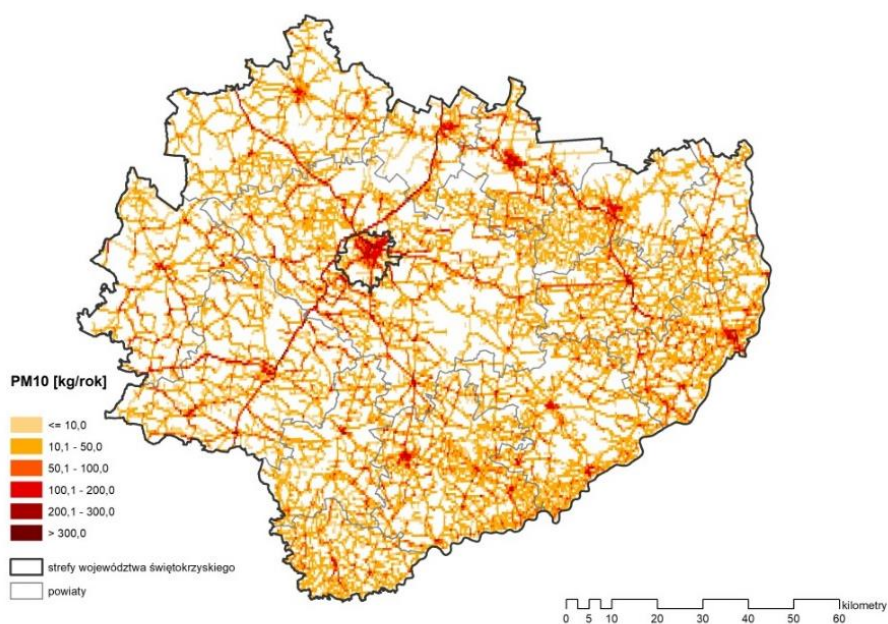 PM10 [kg/rok]
<= 10,0
10,1 - 50,0
50,1 - 100,0
100,1 - 200,0
200,1 - 300,0
> 300,0
strefy województwa świętokrzyskiego
powiaty
kilometry
0 5 10 20 30 40 50 60